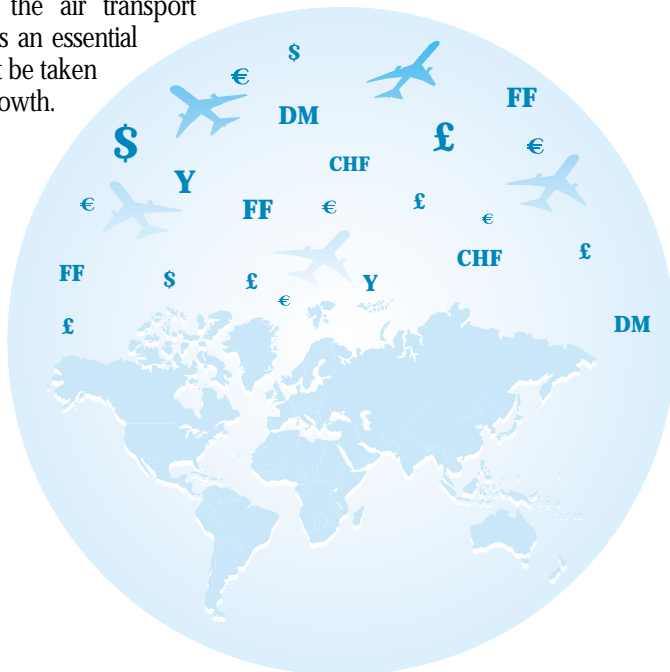 the air transport
s an essential
t be taken
owth.
$
€
DM
FF
$
£
€
CHF
Y
€
FF
€
£
€
CHF
£
FF
$
£
Y
€
£
DM